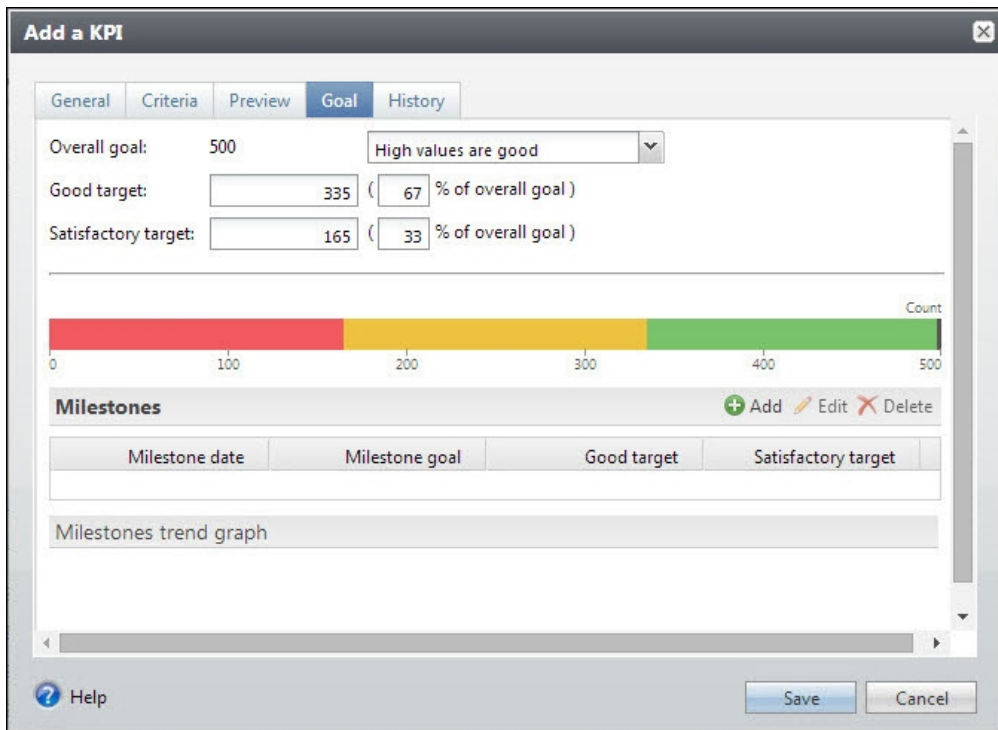 Add a KPI
General Criteria Preview Goal History
Overall goal: 500 High values are good
Good target: 335 ( 67 % of overall goal )
Satisfactory target: 165 ( 33 % of overall goal )
Count
0 100 200 300 400 500
Milestones Add Edit Delete
Milestone date Milestone goal Good target Satisfactory target
Milestones trend graph
? Help Save Cancel